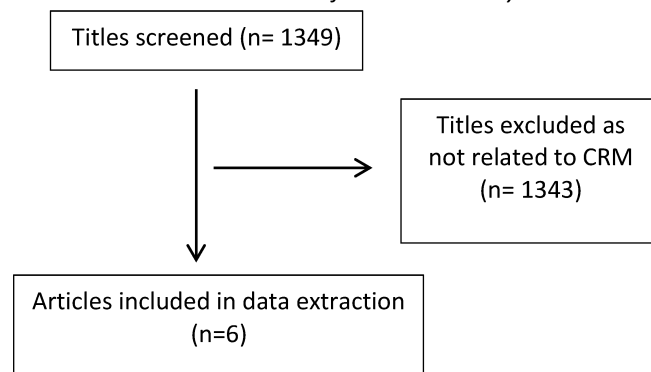 Titles screened (n= 1349)
Titles excluded as
not related to CRM
(n= 1343)
Articles included in data extraction
(n=6)